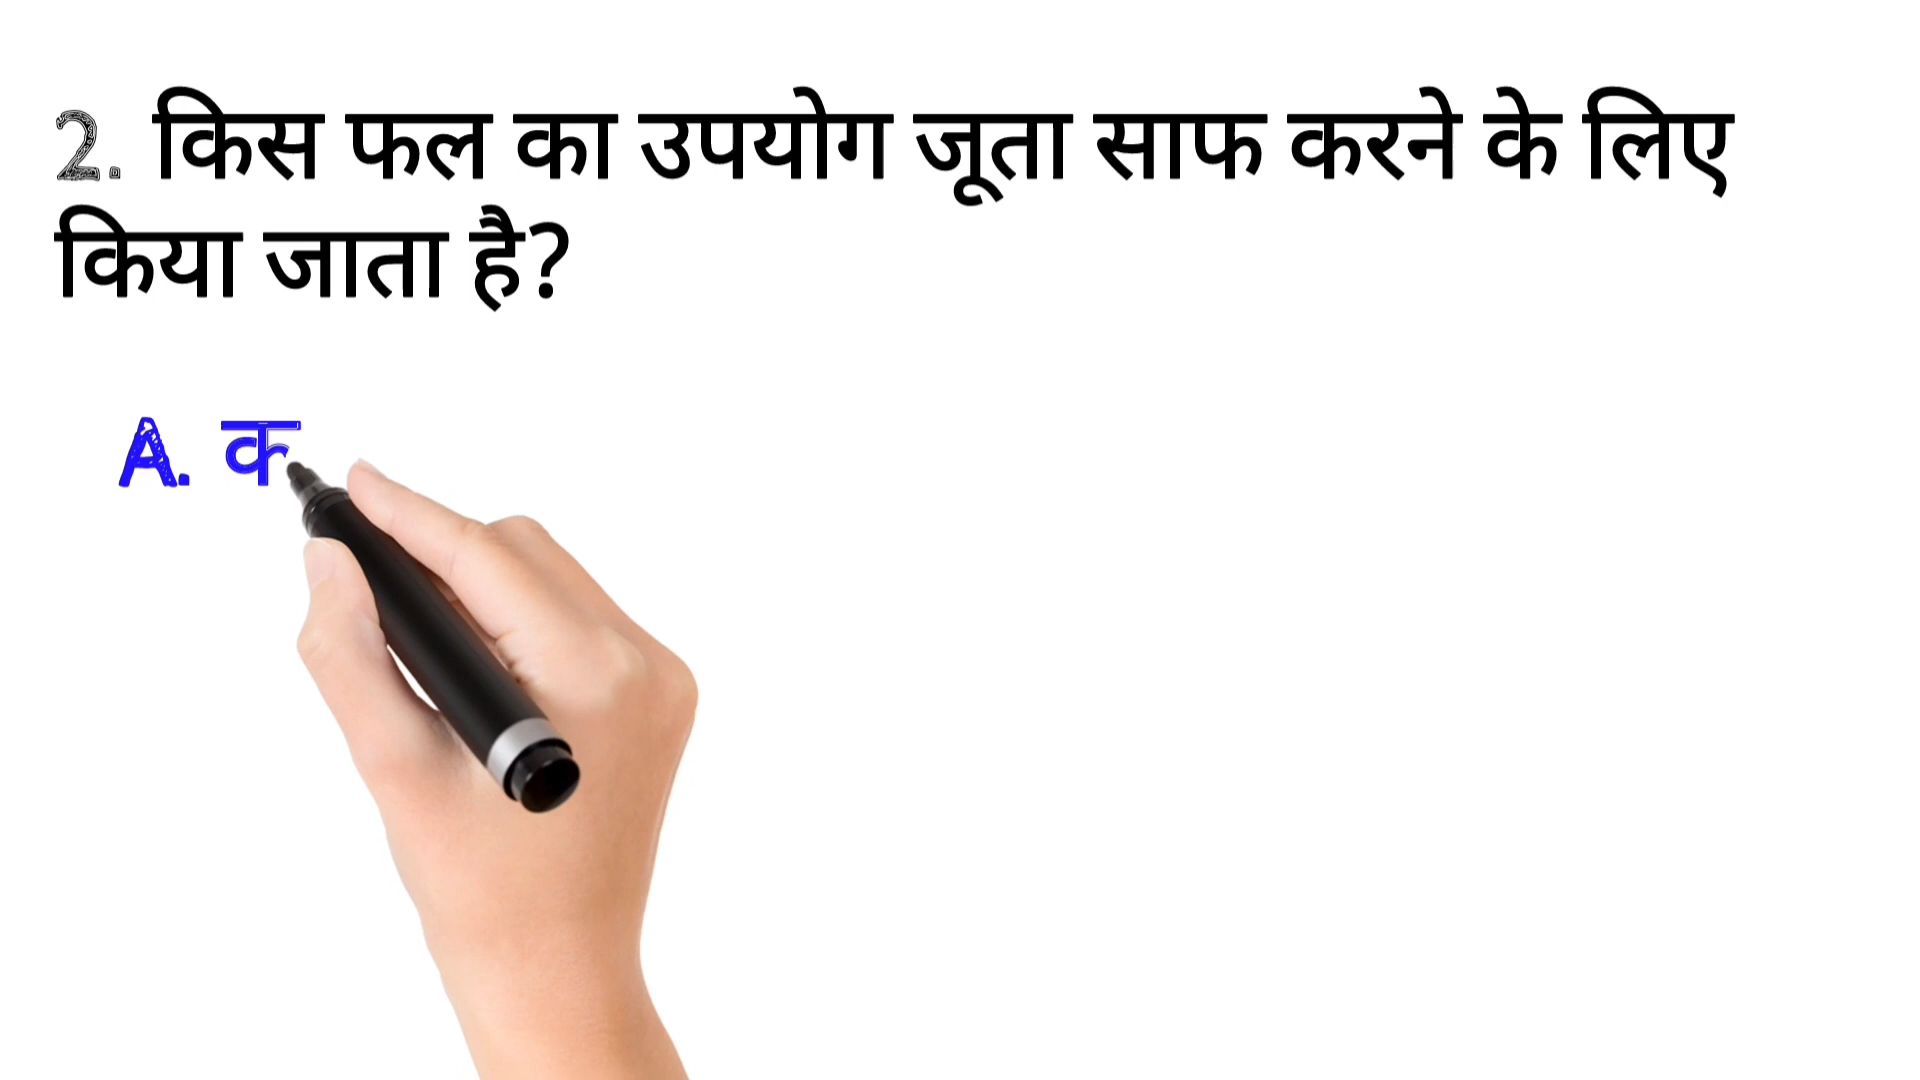 2. किस फल का उपयोग जूता साफ करने के लिए
किया जाता है?
A. क